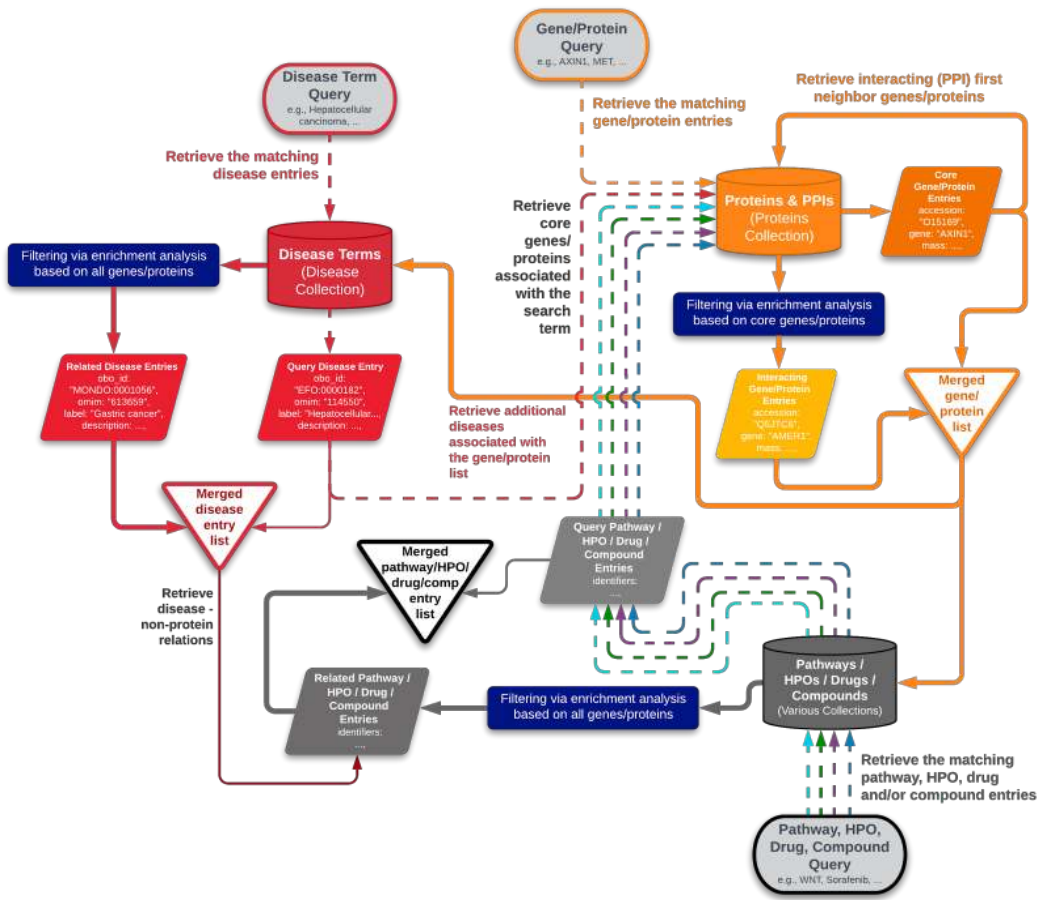 Gene/Protein
Query
e.g., AXIN1, MET, ...
Disease Term
Query
e.g., Hepatocellular
cancinoma, ...
Retrieve interacting (PPI) first
neighbor genes/proteins
Retrieve the matching
gene/protein entries
Retrieve the matching
disease entries
Proteins & PPIs
(Proteins
Collection)
Core
Gene/Protein
Entries
accession:
"O15169",
gene: "AXIN1",
mass: ....,
Retrieve
core
genes/
proteins
associated
with the
search
term
Filtering via enrichment analysis
based on all genes/proteins
Disease Terms
(Disease
Collection)
Filtering via enrichment analysis
based on core genes/proteins
Related Disease Entries
obo_id:
"MONDO:0001056",
omim: "613659",
label: "Gastric cancer",
description: ...,
Query Disease Entry
obo_id:
"EFO:0000182",
omim: "114550",
label: "Hepatocellular...,
description: ...,
Interacting
Gene/Protein
Entries
accession:
"Q5JTC6",
gene: "AMER1",
mass: ....,
Merged
gene/
protein
list
Retrieve additional
diseases
associated with
the gene/protein
list
Merged
disease
entry
list
Query Pathway /
HPO / Drug /
Compound
Entries
identifiers:
...,
Merged
pathway/HPO/
drug/comp
entry
list
Retrieve
disease -
non-protein
relations
Related Pathway /
HPO / Drug /
Compound
Entries
identifiers:
...,
Filtering via enrichment analysis
based on all genes/proteins
Pathways /
HPOs / Drugs /
Compounds
(Various Collections)
Retrieve the matching
pathway, HPO, drug
and/or compound entries
Pathway, HPO,
Drug, Compound
Query
e.g., WNT, Sorafenib, ...